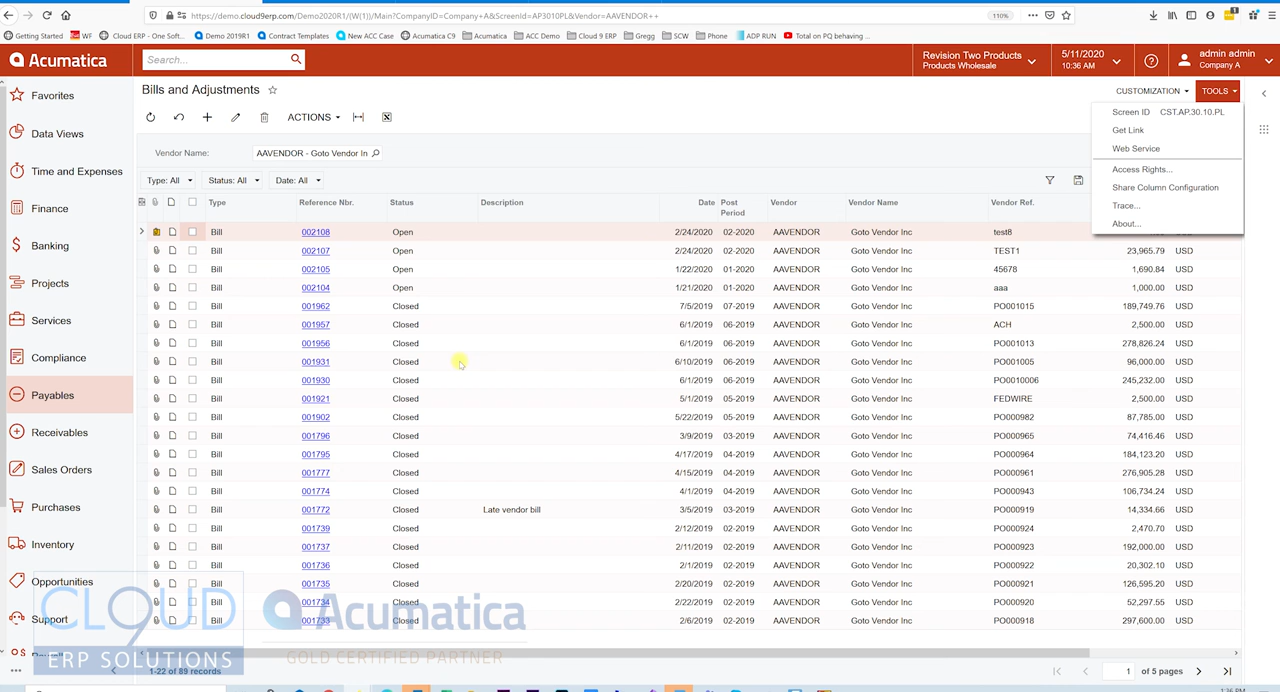 https://demo.cloud9erp.com/Demo2020R1/(W(1))/Main?CompanyID=Company+A&ScreenId=AP3010PL&Vendor=AAVENDOR++ 110%
Getting Started WF Cloud ERP - One Soft... Demo 2019R1 Contract Templates New ACC Case Acumatica C9 Acumatica ACC Demo Cloud 9 ERP Gregg SCW Phone ADP RUN Total on PQ behaving ...
Acumatica Search... Revision Two Products Products Wholesale 5/11/2020 10:36 AM admin admin Company A
Bills and Adjustments CUSTOMIZATION TOOLS
Favorites
Data Views
Time and Expenses
Finance
Banking
Projects
Services
Compliance
Payables
Receivables
Sales Orders
Purchases
Inventory
Opportunities
Support
ACTIONS
Screen ID CST.AP.30.10.PL
Get Link
Web Service
Access Rights...
Share Column Configuration
Trace...
About...
Vendor Name: AAVENDOR - Goto Vendor In
Type: All Status: All Date: All
Type Reference Nbr. Status Description Date Post Period Vendor Vendor Name Vendor Ref.
Bill 002108 Open 2/24/2020 02-2020 AAVENDOR Goto Vendor Inc test8
Bill 002107 Open 2/24/2020 02-2020 AAVENDOR Goto Vendor Inc TEST1 23,965.79 USD
Bill 002105 Open 1/22/2020 01-2020 AAVENDOR Goto Vendor Inc 45678 1,690.84 USD
Bill 002104 Open 1/21/2020 01-2020 AAVENDOR Goto Vendor Inc aaa 1,000.00 USD
Bill 001962 Closed 7/5/2019 07-2019 AAVENDOR Goto Vendor Inc PO001015 189,749.76 USD
Bill 001957 Closed 6/1/2019 06-2019 AAVENDOR Goto Vendor Inc ACH 2,500.00 USD
Bill 001956 Closed 6/1/2019 06-2019 AAVENDOR Goto Vendor Inc PO001013 278,826.24 USD
Bill 001931 Closed 6/10/2019 06-2019 AAVENDOR Goto Vendor Inc PO001005 96,000.00 USD
Bill 001930 Closed 6/1/2019 06-2019 AAVENDOR Goto Vendor Inc PO0010006 245,232.00 USD
Bill 001921 Closed 5/1/2019 05-2019 AAVENDOR Goto Vendor Inc FEDWIRE 2,500.00 USD
Bill 001902 Closed 5/22/2019 05-2019 AAVENDOR Goto Vendor Inc PO000982 87,785.00 USD
Bill 001796 Closed 3/9/2019 03-2019 AAVENDOR Goto Vendor Inc PO000965 74,416.46 USD
Bill 001795 Closed 4/17/2019 04-2019 AAVENDOR Goto Vendor Inc PO000964 184,123.20 USD
Bill 001777 Closed 4/15/2019 04-2019 AAVENDOR Goto Vendor Inc PO000961 276,905.28 USD
Bill 001774 Closed 4/1/2019 04-2019 AAVENDOR Goto Vendor Inc PO000943 106,734.24 USD
Bill 001772 Closed Late vendor bill 3/5/2019 03-2019 AAVENDOR Goto Vendor Inc PO000919 14,334.66 USD
Bill 001739 Closed 2/12/2019 02-2019 AAVENDOR Goto Vendor Inc PO000924 2,470.70 USD
Bill 001737 Closed 2/11/2019 02-2019 AAVENDOR Goto Vendor Inc PO000923 192,000.00 USD
Bill 001736 Closed 2/1/2019 02-2019 AAVENDOR Goto Vendor Inc PO000922 20,302.10 USD
Bill 001735 Closed 2/20/2019 02-2019 AAVENDOR Goto Vendor Inc PO000921 126,595.20 USD
Bill 001734 Closed 2/22/2019 02-2019 AAVENDOR Goto Vendor Inc PO000920 52,297.55 USD
Bill 001733 Closed 2/6/2019 02-2019 AAVENDOR Goto Vendor Inc PO000918 297,600.00 USD
CLOUD 9
ERP SOLUTIONS
Acumatica
GOLD CERTIFIED PARTNER
1-22 of 89 records 1 of 5 pages
1:36 PM